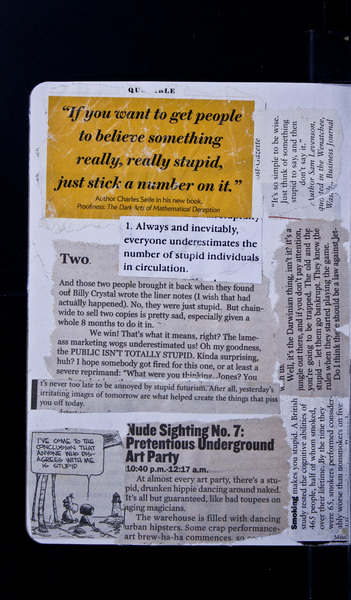 “If you want to get people
to believe something
really, really stupid,
just stick a number on it.”
Author Charles Seife in his new book,
Proofiness: The Dark Arts of Mathematical Deception
1. Always and inevitably,
everyone underestimates the
number of stupid individuals
in circulation.
Two.
And those two people brought it back when they found
out Billy Crystal wrote the liner notes (I wish that had
actually happened). No, they were just stupid. But chain-
wide to sell two copies is pretty sad, especially given a
whole 8 months to do it in.
We win! That's what it means, right? The lame-
ass marketing wogs underestimated us! Oh my goodness,
the PUBLIC ISN'T TOTALLY STUPID. Kinda surprising,
huh? I hope somebody got fired for this one, or at least a
severe reprimand: "What were you thinking...Jones? You
t's never too late to be annoyed by stupid futurism. After all, yesterday's
irritating images of tomorrow are what helped create the things that piss
you off today.
I'VE COME TO THE
CONCLUSION THAT
ANYONE WHO DIS-
AGREES WITH ME
IS STUPID
Nude Sighting No. 7:
Pretentious Underground
Art Party
10:40 p.m.-12:17 a.m.
At almost every art party, there's a stu-
pid, drunken hippie dancing around naked.
It's all but guaranteed, like bad toupees on
aging magicians.
The warehouse is filled with dancing
urban hipsters. Some crap performance-
art brew-ha-ha commences, so
"It's so simple to be wise.
Just think of something
stupid to say, and then
don't say it."
Author Sam Levenson,
quoted in the Wenatchee,
Wash., Business Journal
Well, it's the Darwinian thing, isn't it? it's a
jungle out there, and if you don't pay attention,
you're going to be trapped. The old and the
stupid — let them go bankrupt. They knew the
rules when they started playing the game.
Do I think there should be a law against let-
Smoking makes you stupid. A British
study tested the cognitive abilities of
465 people, half of whom smoked,
over their lifetime. By the time they
were 65, smokers performed consider-
ably worse than nonsmokers on five